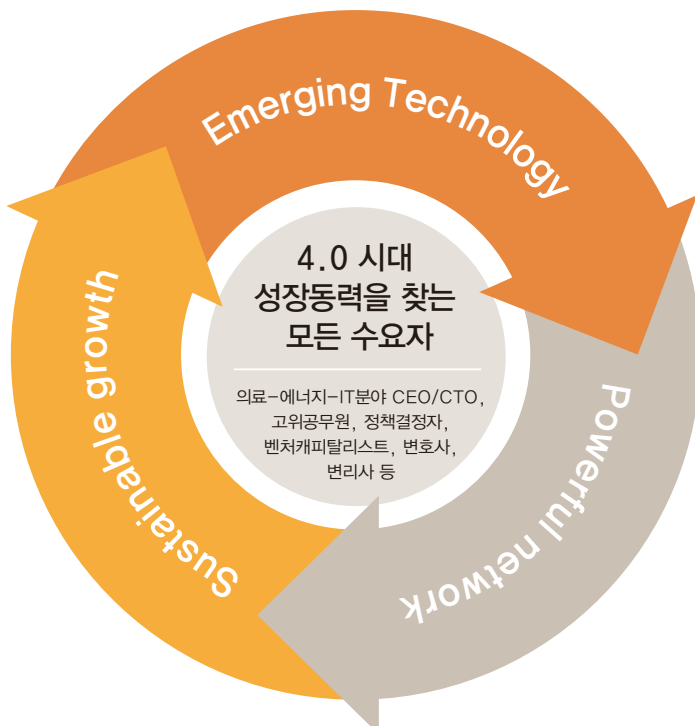 Emerging Technology
Powerful network
Sustainable growth
4.0 시대
성장동력을 찾는
모든 수요자
의료-에너지-IT분야 CEO/CTO,
고위공무원, 정책결정자,
벤처캐피탈리스트, 변호사,
변리사 등